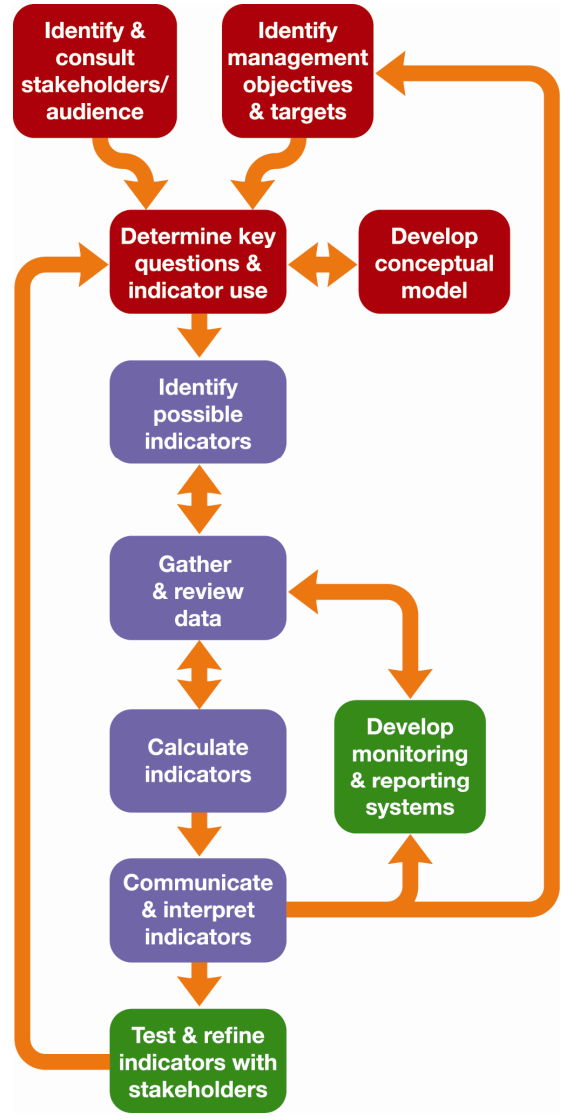 Identify &
consult
stakeholders/
audience
Identify
management
objectives
& targets
Determine key
questions &
indicator use
Develop
conceptual
model
Identify
possible
indicators
Gather
& review
data
Calculate
indicators
Develop
monitoring
& reporting
systems
Communicate
& interpret
indicators
Test & refine
indicators with
stakeholders